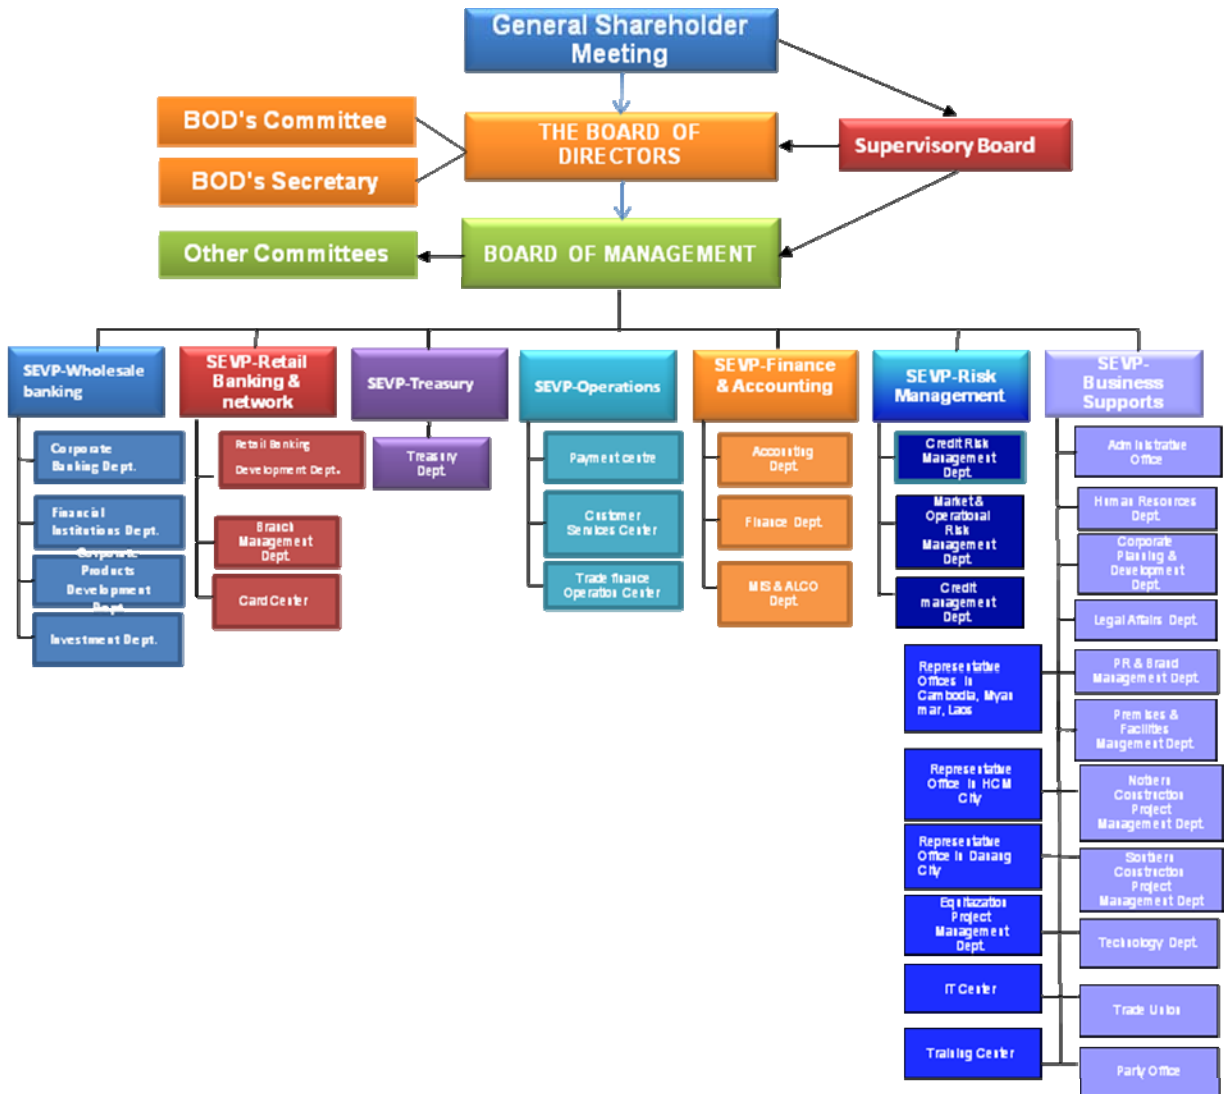 General Shareholder
Meeting
BOD's Committee
THE BOARD OF
DIRECTORS
Supervisory Board
BOD's Secretary
Other Committees
BOARD OF MANAGEMENT
SEVP-Wholesale
banking
SEVP-Retail
Banking &
network
SEVP-Treasury
SEVP-Operations
SEVP-Finance
& Accounting
SEVP-Risk
Management
SEVP-
Business
Supports
Corporate
Banking Dept.
Financial
Institutions Dept.
Corporate
Products
Development
Dept.
Investment Dept.
Retail Banking
Development Dept.
Branch
Management
Dept.
Card Center
Treasury
Dept.
Payment centre
Customer
Services Center
Trade finance
Operation Center
Accounting
Dept.
Finance Dept.
MIS & ALCO
Dept.
Credit Risk
Management
Dept.
Market &
Operational
Risk
Management
Dept.
Credit
management
Dept.
Representative
Offices in
Cambodia, Myan
mar, Laos
Representative
Office in HCM
City
Representative
Office in Danang
City
Equitazation
Project
Management
Dept.
IT Center
Training Center
Administrative
Office
Human Resources
Dept.
Corporate
Planning &
Development
Dept.
Legal Affairs Dept.
PR & Brand
Management Dept.
Premises &
Facilities
Mangement Dept.
Nothern
Construction
Project
Management Dept.
Southern
Construction
Project
Management Dept
Technology Dept.
Trade Union
Party Office